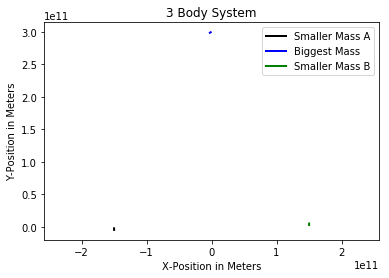 3 Body System
1e11
Smaller Mass A
Biggest Mass
Smaller Mass B
3.0
2.5
2.0
1.5
1.0
0.5
0.0
Y-Position in Meters
−2 −1 0 1 2
1e11
X-Position in Meters